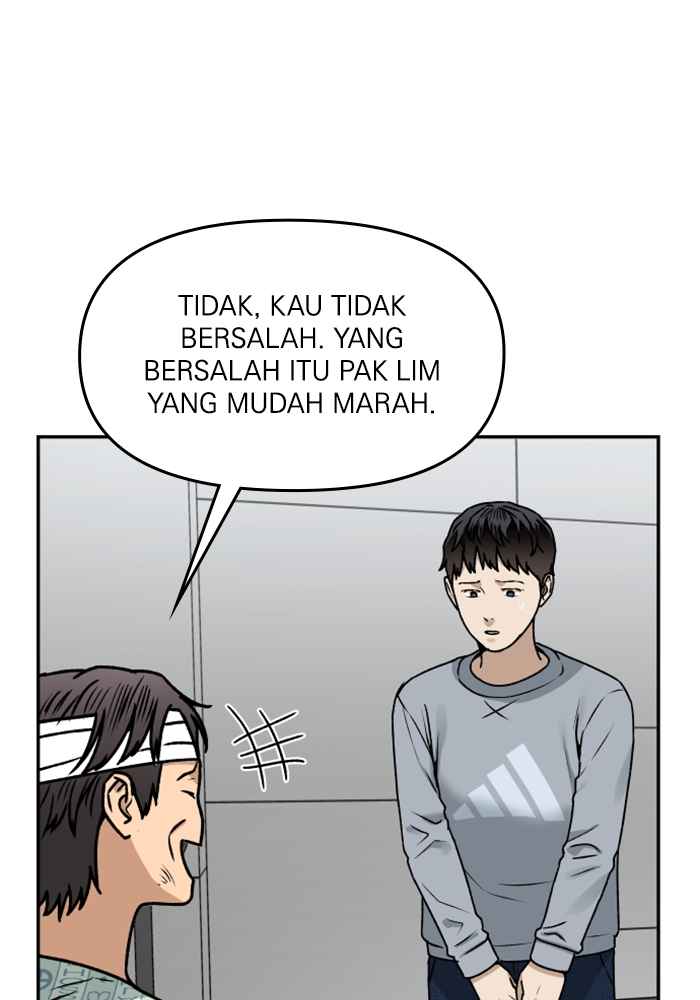 TIDAK, KAU TIDAK
BERSALAH. YANG
BERSALAH ITU PAK LIM
YANG MUDAH MARAH.